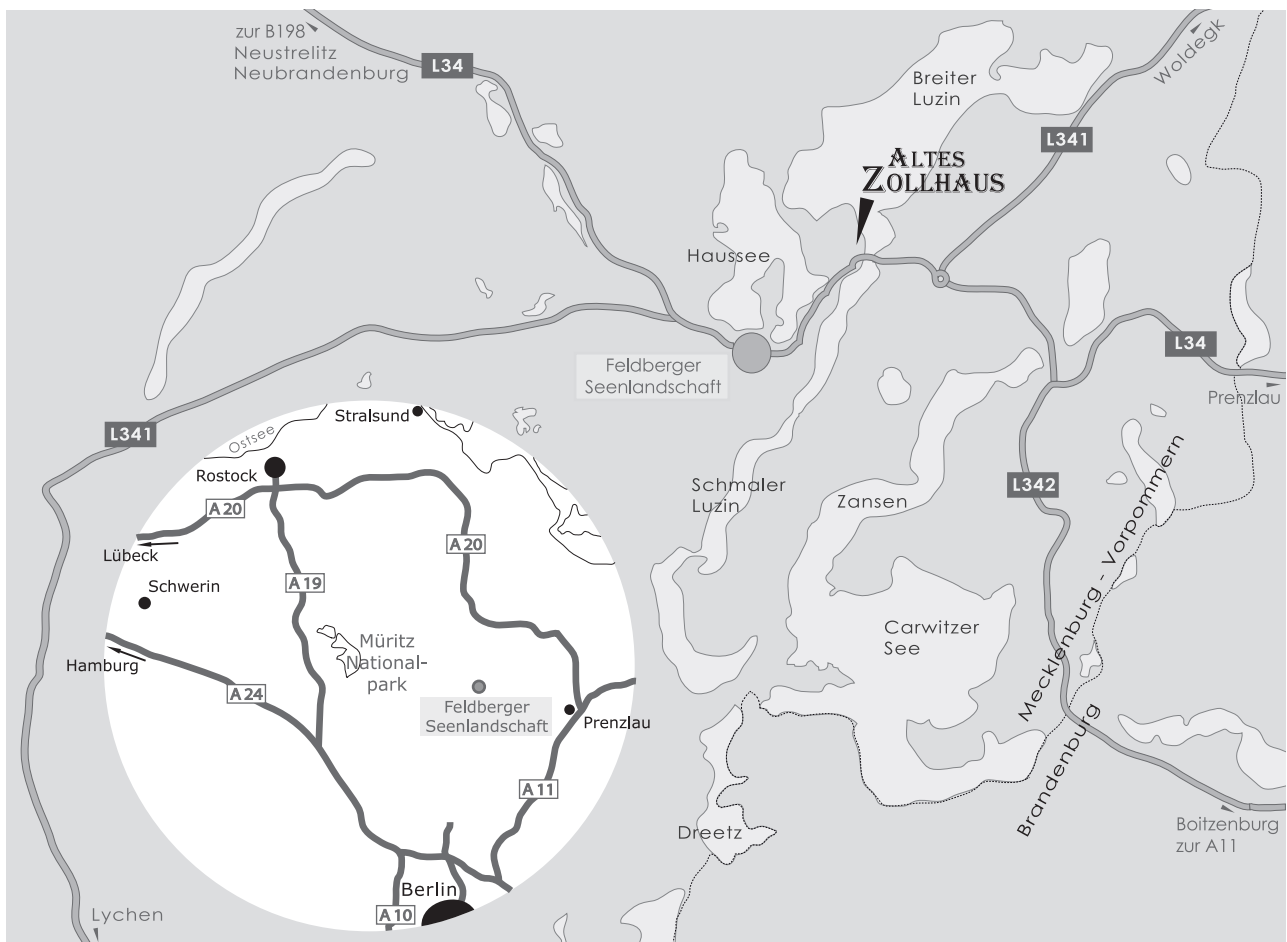 zur B198
Neustrelitz
Neubrandenburg
L34
Breiter
Luzin
Woldegk
L341
ALTES
ZOLLHAUS
Haussee
Feldberger
Seenlandschaft
L34
Prenzlau
L341
Schmaler
Luzin
Zansen
L342
Carwitzer
See
Mecklenburg - Vorpommern
Brandenburg
Dreetz
Boitzenburg
zur A11
Lychen
Stralsund
Ostsee
Rostock
A 20
A 20
Lübeck
Schwerin
A 19
Müritz
National-
park
Hamburg
A 24
Feldberger
Seenlandschaft
Prenzlau
A 11
Berlin
A 10